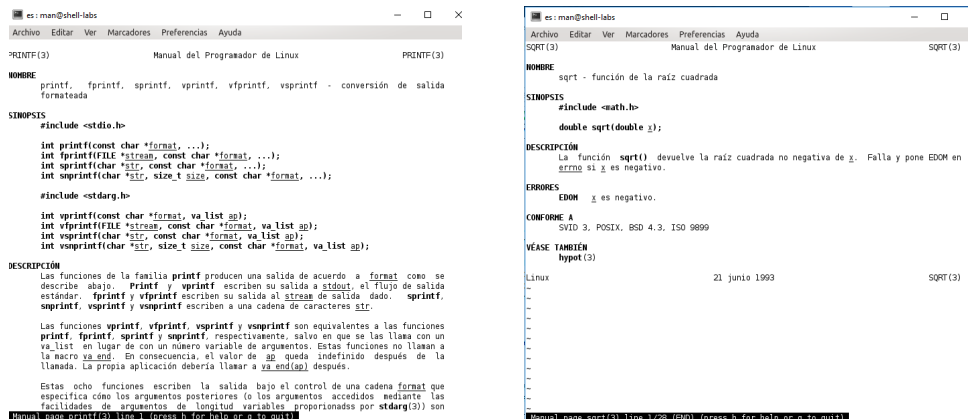 es : man@shell-labs
Archivo Editar Ver Marcadores Preferencias Ayuda
PRINTF(3) Manual del Programador de Linux PRINTF(3)
NOMBRE
printf, fprintf, sprintf, vprintf, vfprintf, vsprintf - conversión de salida
formateada
SINOPSIS
#include <stdio.h>
int printf(const char *format, ...);
int fprintf(FILE *stream, const char *format, ...);
int sprintf(char *str, const char *format, ...);
int snprintf(char *str, size_t size, const char *format, ...);
#include <stdarg.h>
int vprintf(const char *format, va_list ap);
int vfprintf(FILE *stream, const char *format, va_list ap);
int vsprintf(char *str, const char *format, va_list ap);
int vsnprintf(char *str, size_t size, const char *format, va_list ap);
DESCRIPCIÓN
Las funciones de la familia printf producen una salida de acuerdo a format como se
describe abajo. Printf y vprintf escriben su salida a stdout, el flujo de salida
estándar. fprintf y vfprintf escriben su salida al stream de salida dado. sprintf,
snprintf, vsprintf y vsnprintf escriben a una cadena de caracteres str.
Las funciones vprintf, vfprintf, vsprintf y vsnprintf son equivalentes a las funciones
printf, fprintf, sprintf y snprintf, respectivamente, salvo en que se las llama con un
va_list en lugar de con un número variable de argumentos. Estas funciones no llaman a
la macro va_end. En consecuencia, el valor de ap queda indefinido después de la
llamada. La propia aplicación debería llamar a va_end(ap) después.
Estas ocho funciones escriben la salida bajo el control de una cadena format que
especifica cómo los argumentos posteriores (o los argumentos accedidos mediante las
facilidades de argumentos de longitud variables proporionadss por stdarg(3)) son
Manual page printf(3) line 1 (press h for help or q to quit)
es : man@shell-labs
Archivo Editar Ver Marcadores Preferencias Ayuda
SQRT(3) Manual del Programador de Linux SQRT(3)
NOMBRE
sqrt - función de la raíz cuadrada
SINOPSIS
#include <math.h>
double sqrt(double x);
DESCRIPCIÓN
La función sqrt() devuelve la raíz cuadrada no negativa de x. Falla y pone EDOM en
errno si x es negativo.
ERRORES
EDOM x es negativo.
CONFORME A
SVID 3, POSIX, BSD 4.3, ISO 9899
VÉASE TAMBIÉN
hypot(3)
Linux 21 junio 1993 SQRT(3)
~
~
~
~
~
~
~
~
~
~
~
~
~
Manual page sqrt(3) line 1/28 (END) (press h for help or q to quit)